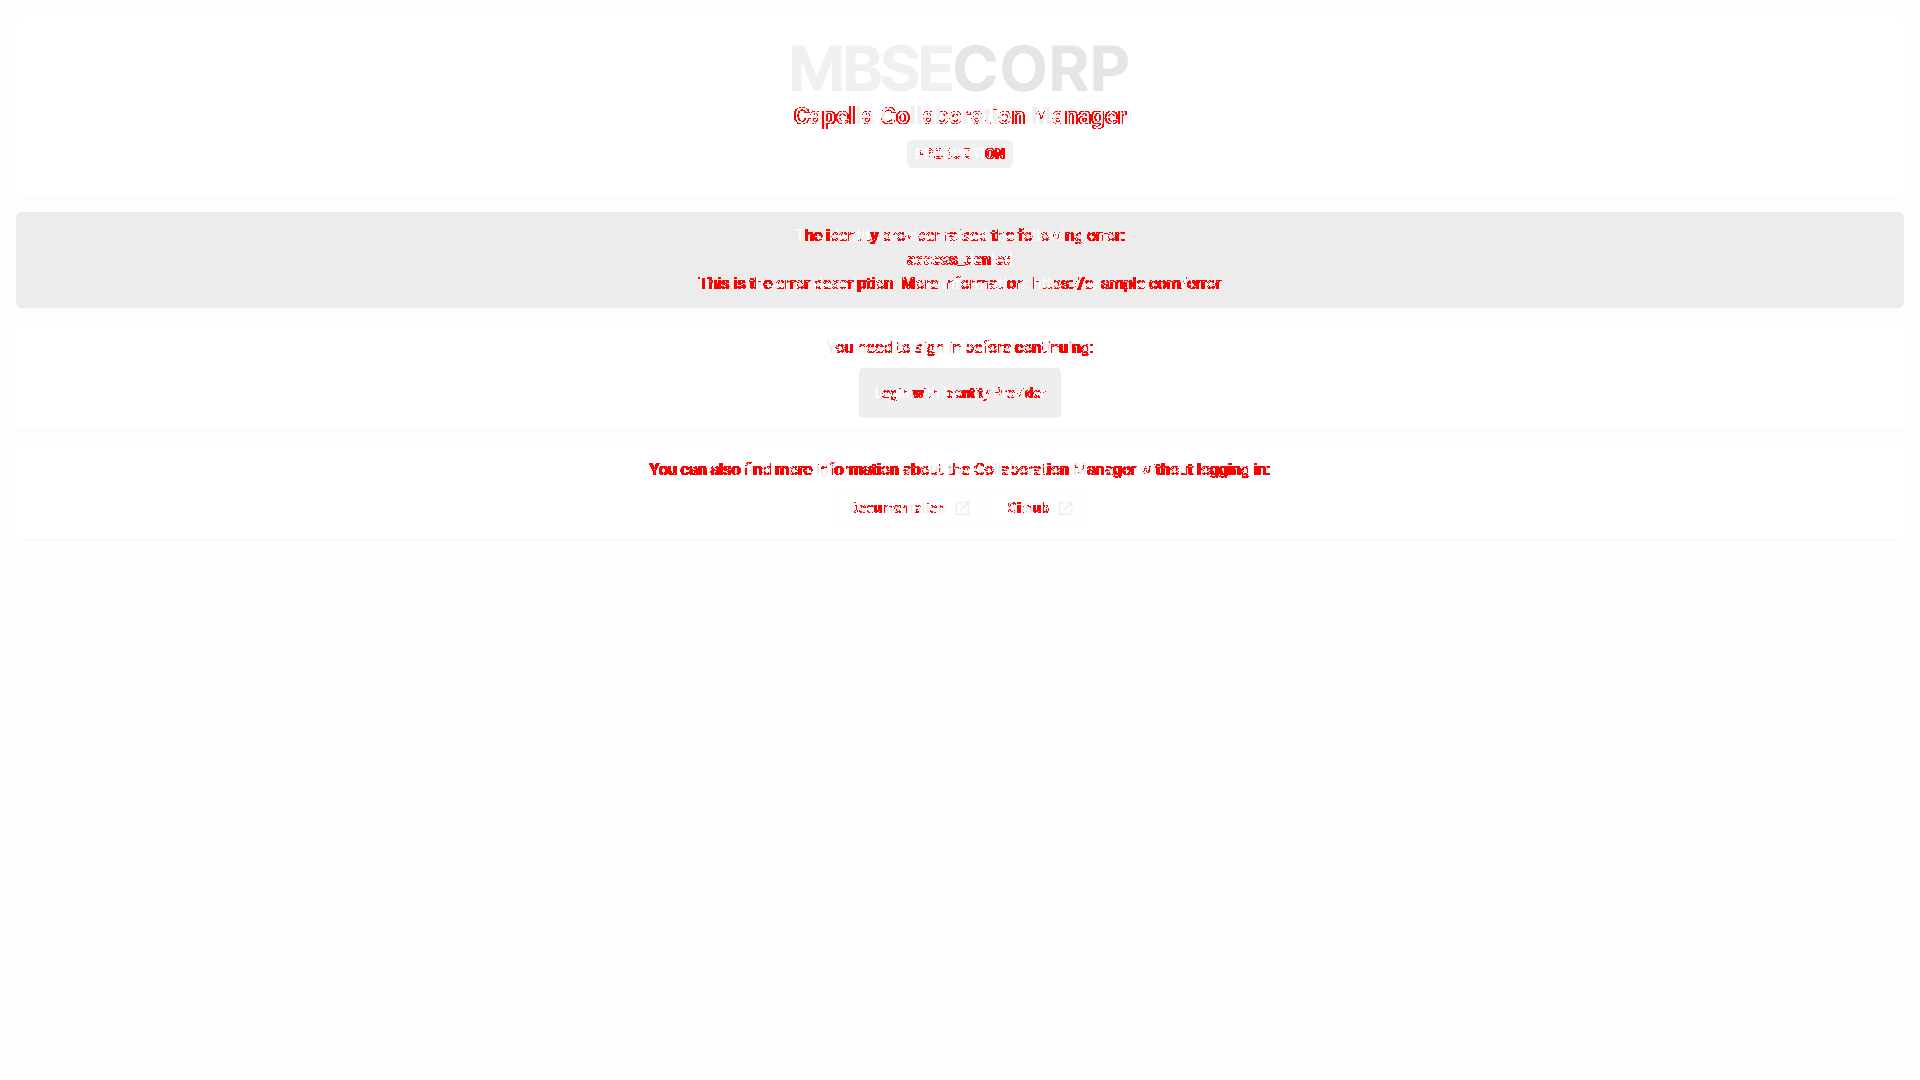 MBSECORP
Capella Collaboration Manager
PRODUCTION
The identity provider raised the following error:
access_denied
This is the error description. More information: https://example.com/error
You need to sign in before continuing:
Login with Identity Provider
You can also find more information about the Collaboration Manager without logging in:
Documentation
Github